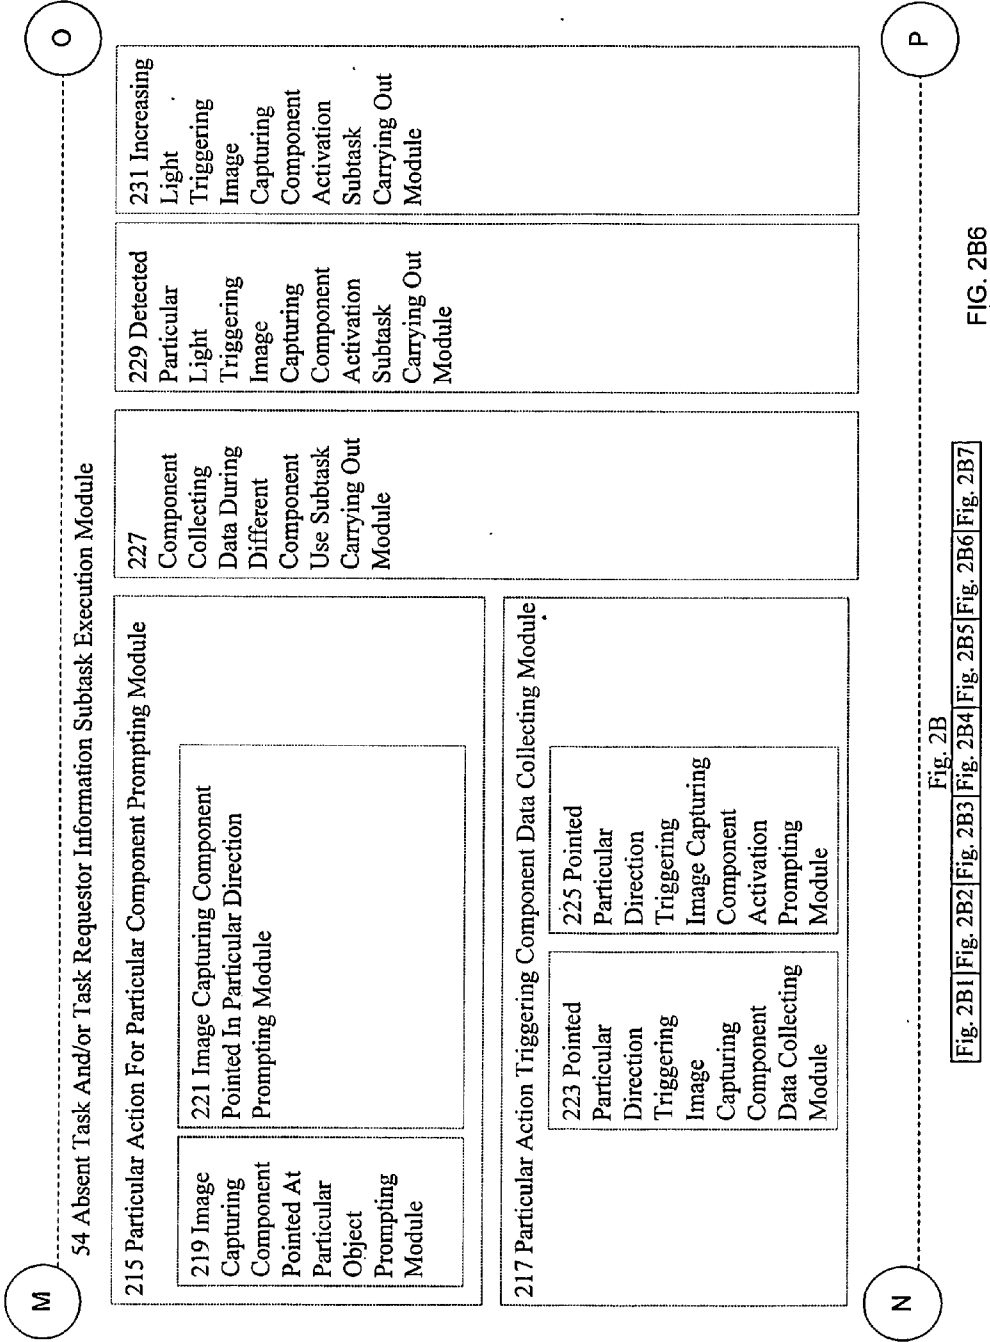 M
O
54 Absent Task And/or Task Requestor Information Subtask Execution Module
215 Particular Action For Particular Component Prompting Module
219 Image
Capturing
Component
Pointed At
Particular
Object
Prompting
Module
221 Image Capturing Component
Pointed In Particular Direction
Prompting Module
217 Particular Action Triggering Component Data Collecting Module
223 Pointed
Particular
Direction
Triggering
Image
Capturing
Component
Data Collecting
Module
225 Pointed
Particular
Direction
Triggering
Image Capturing
Component
Activation
Prompting
Module
227
Component
Collecting
Data During
Different
Component
Use Subtask
Carrying Out
Module
229 Detected
Particular
Light
Triggering
Image
Capturing
Component
Activation
Subtask
Carrying Out
Module
231 Increasing
Light
Triggering
Image
Capturing
Component
Activation
Subtask
Carrying Out
Module
N
P
Fig. 2B
Fig. 2B1 Fig. 2B2 Fig. 2B3 Fig. 2B4 Fig. 2B5 Fig. 2B6 Fig. 2B7
FIG. 2B6